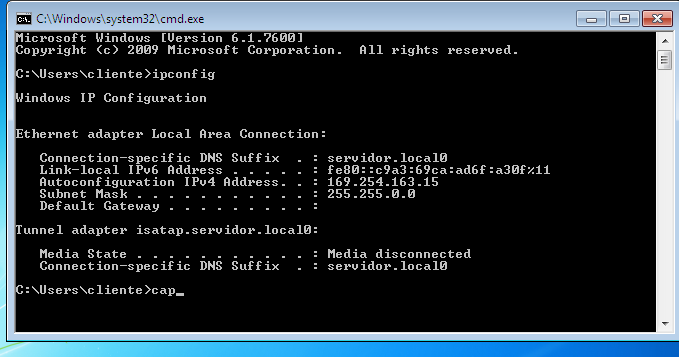 C:\Windows\system32\cmd.exe
Microsoft Windows [Version 6.1.7600]
Copyright (c) 2009 Microsoft Corporation.  All rights reserved.
C:\Users\cliente>ipconfig
Windows IP Configuration
Ethernet adapter Local Area Connection:
   Connection-specific DNS Suffix  . : servidor.local0
   Link-local IPv6 Address . . . . . : fe80::c9a3:69ca:ad6f:a30f%11
   Autoconfiguration IPv4 Address. . : 169.254.163.15
   Subnet Mask . . . . . . . . . . . : 255.255.0.0
   Default Gateway . . . . . . . . . :
Tunnel adapter isatap.servidor.local0:
   Media State . . . . . . . . . . . : Media disconnected
   Connection-specific DNS Suffix  . : servidor.local0
C:\Users\cliente>cap_